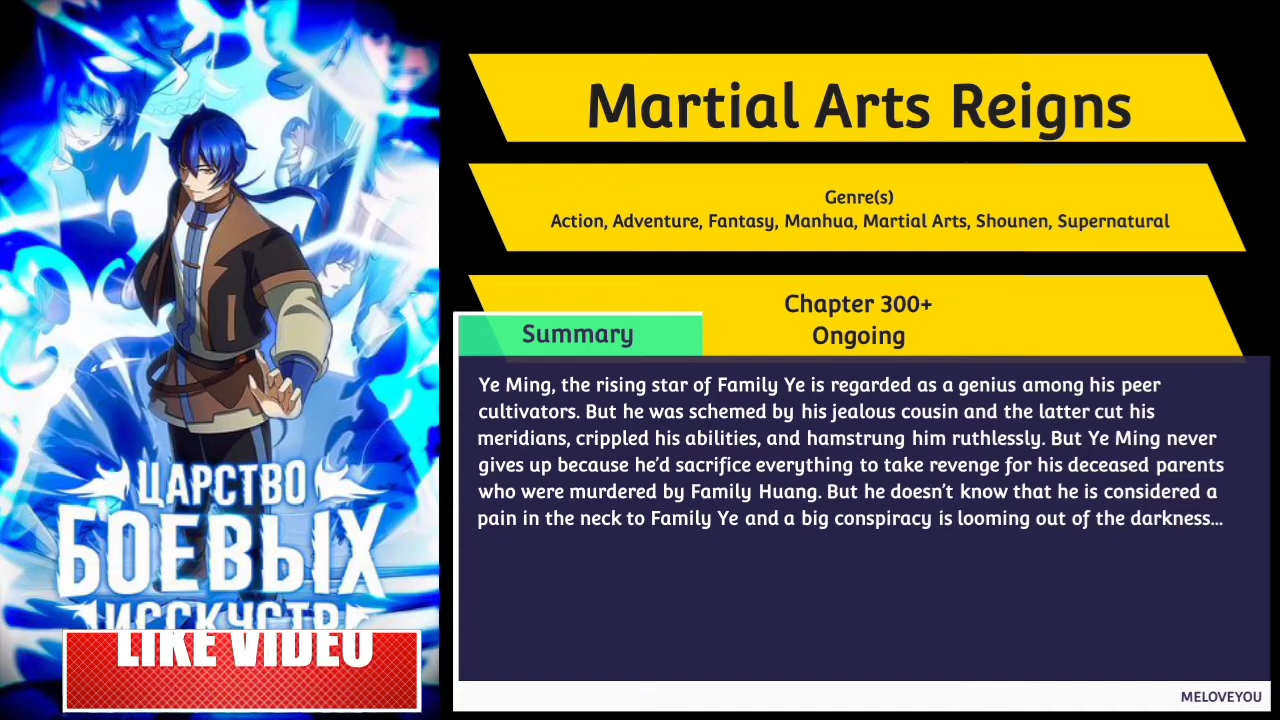 Martial Arts Reigns
Genre(s)
Action, Adventure, Fantasy, Manhua, Martial Arts, Shounen, Supernatural
Chapter 300+
Ongoing
Summary
Ye Ming, the rising star of Family Ye is regarded as a genius among his peer
cultivators. But he was schemed by his jealous cousin and the latter cut his
meridians, crippled his abilities, and hamstrung him ruthlessly. But Ye Ming never
gives up because he'd sacrifice everything to take revenge for his deceased parents
who were murdered by Family Huang. But he doesn't know that he is considered a
pain in the neck to Family Ye and a big conspiracy is looming out of the darkness...
ЦАРСТВО
БОЕВЫХ
ИССКУСТВ
LIKE VIDEO
MELOVEYOU